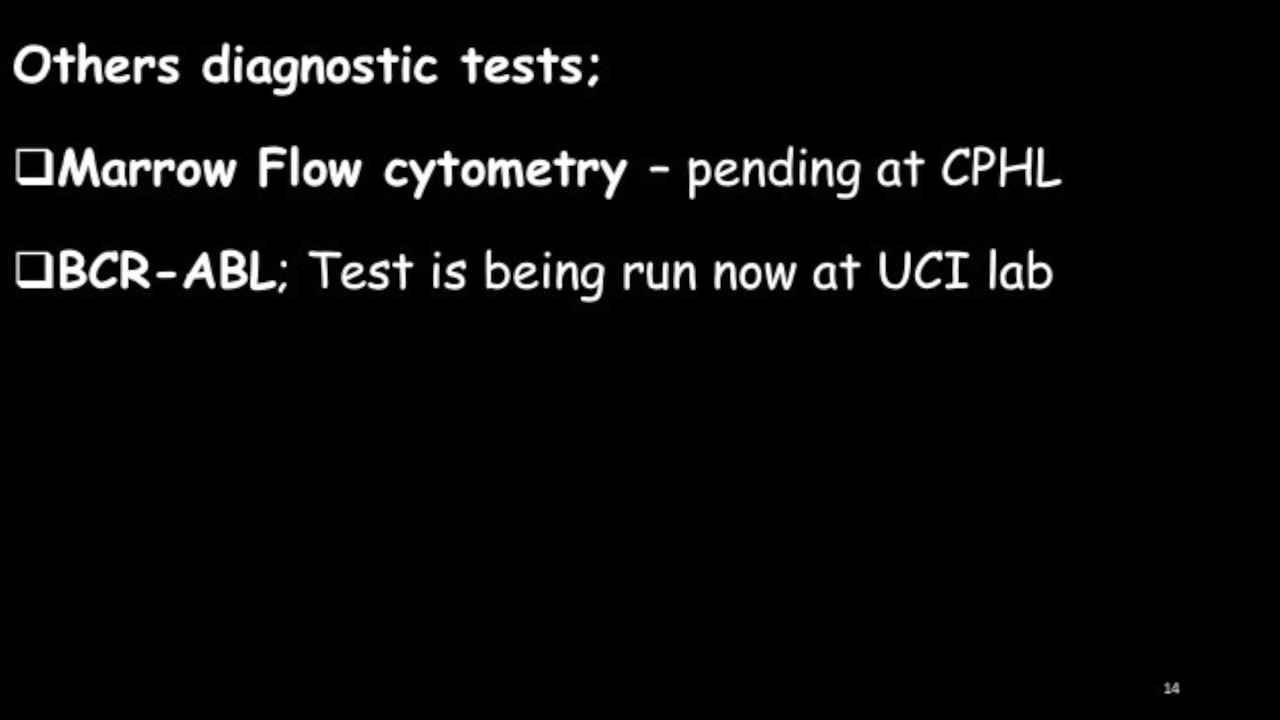 Others diagnostic tests;
❑Marrow Flow cytometry – pending at CPHL
❑BCR-ABL; Test is being run now at UCI lab
14